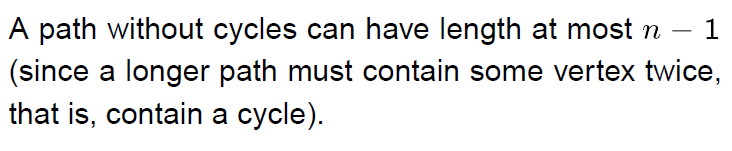 A path without cycles can have length at most n − 1
(since a longer path must contain some vertex twice,
that is, contain a cycle).